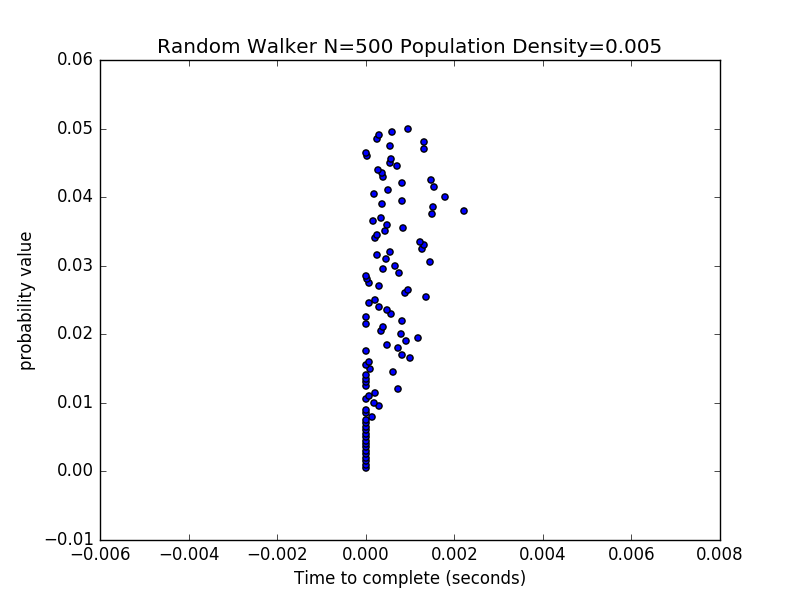 Random Walker N=500 Population Density=0.005
0.06
0.05
0.04
0.03
0.02
0.01
0.00
−0.01
probability value
−0.006 −0.004 −0.002 0.000 0.002 0.004 0.006 0.008
Time to complete (seconds)